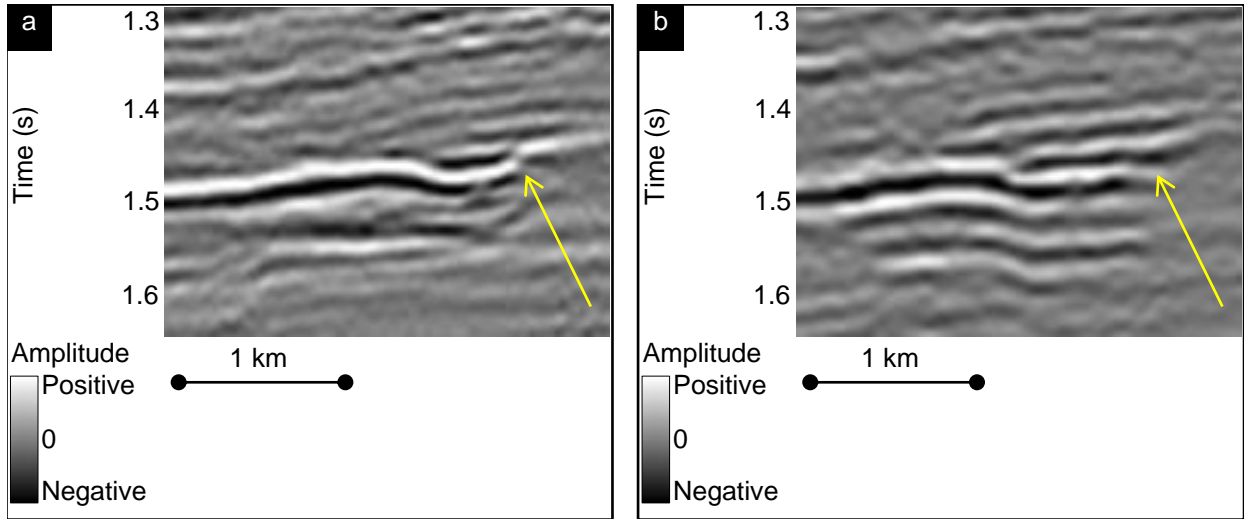 a
1.3
1.4
Time (s)
1.5
1.6
Amplitude
Positive
0
Negative
1 km
b
1.3
1.4
Time (s)
1.5
1.6
Amplitude
Positive
0
Negative
1 km